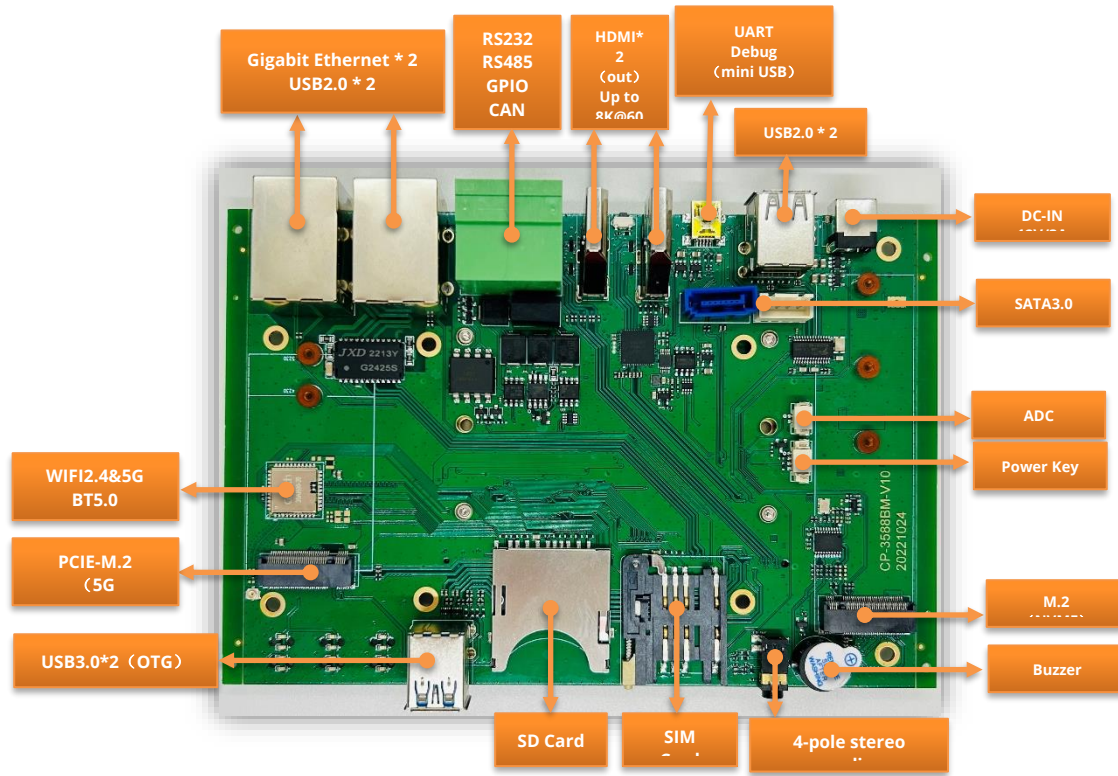 Gigabit Ethernet * 2
USB2.0 * 2
RS232
RS485
GPIO
CAN
HDMI*
2
（out）
Up to
8K@60
UART
Debug
（mini USB）
USB2.0 * 2
DC-IN
SATA3.0
ADC
Power Key
M.2
Buzzer
WIFI2.4&5G
BT5.0
PCIE-M.2
（5G
USB3.0*2（OTG）
SD Card
SIM
4-pole stereo
JXD 2213Y
G2425S
CP-3588BM-V10
20221024